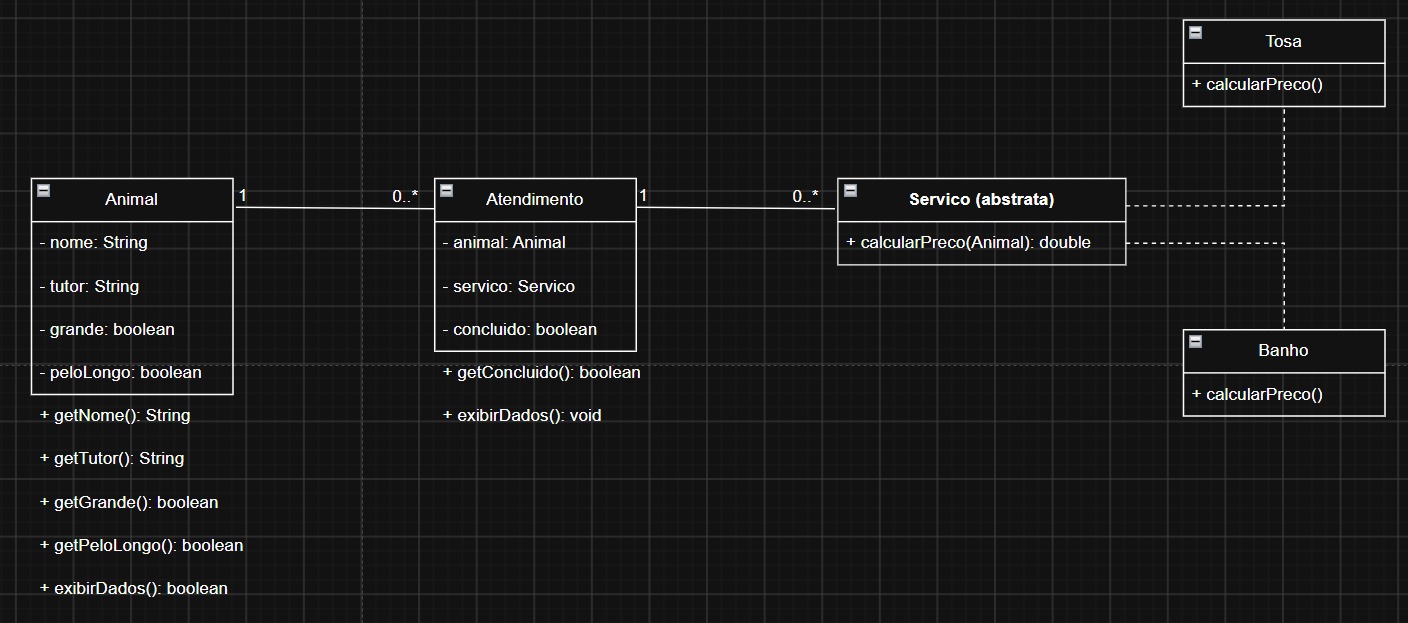 Animal
- nome: String
- tutor: String
- grande: boolean
- peloLongo: boolean
+ getNome(): String
+ getTutor(): String
+ getGrande(): boolean
+ getPeloLongo(): boolean
+ exibirDados(): boolean
1
0..*
Atendimento
- animal: Animal
- servico: Servico
- concluido: boolean
+ getConcluido(): boolean
+ exibirDados(): void
1
0..*
Servico (abstrata)
+ calcularPreco(Animal): double
Tosa
+ calcularPreco()
Banho
+ calcularPreco()